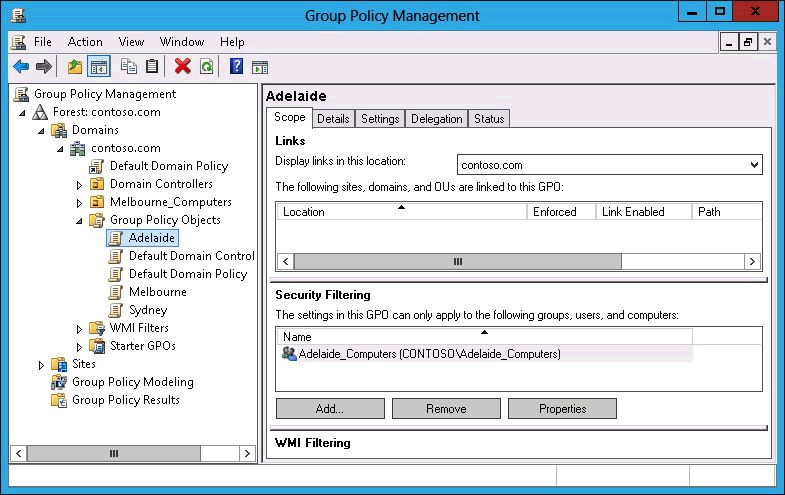 Group Policy Management
File Action View Window Help
Group Policy Management
Forest: contoso.com
Domains
contoso.com
Default Domain Policy
Domain Controllers
Melbourne_Computers
Group Policy Objects
Adelaide
Default Domain Control
Default Domain Policy
Melbourne
Sydney
WMI Filters
Starter GPOs
Sites
Group Policy Modeling
Group Policy Results
Adelaide
Scope Details Settings Delegation Status
Links
Display links in this location: contoso.com
The following sites, domains, and OUs are linked to this GPO:
Location Enforced Link Enabled Path
Security Filtering
The settings in this GPO can only apply to the following groups, users, and computers:
Name
Adelaide_Computers (CONTOSO\Adelaide_Computers)
Add... Remove Properties
WMI Filtering